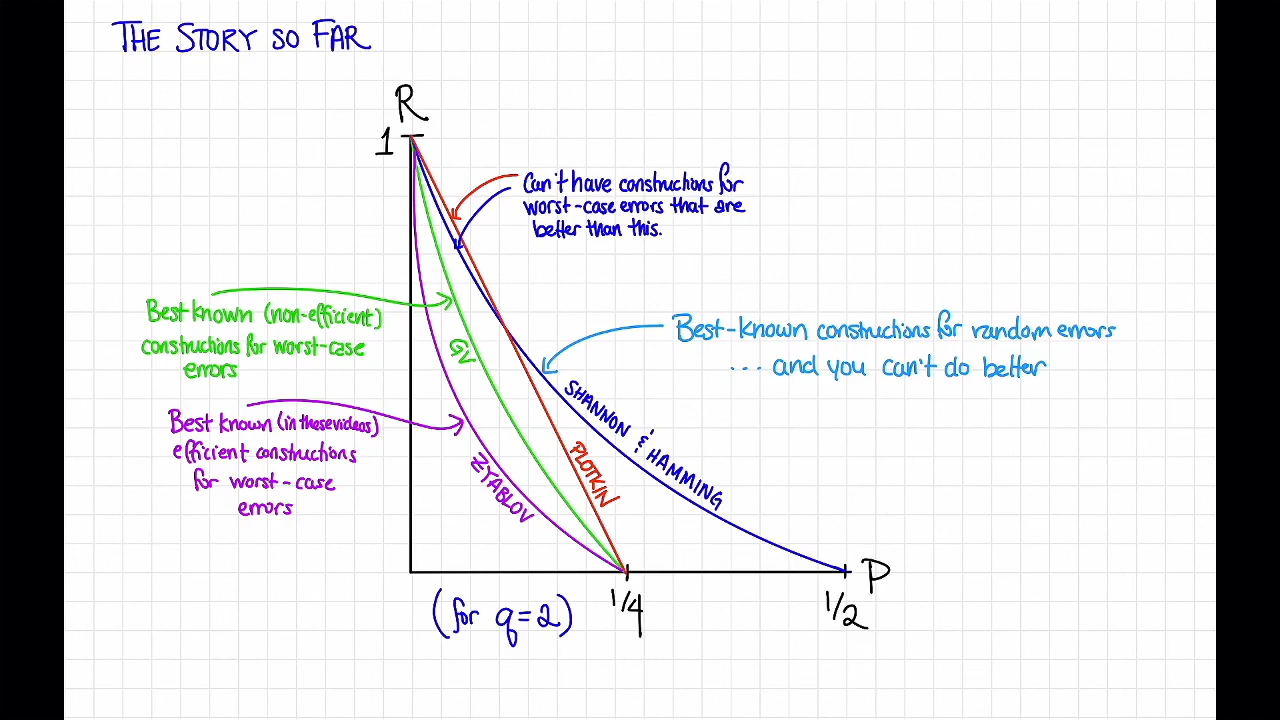 THE STORY SO FAR
R
1
Can't have constructions for
worst-case errors that are
better than this.
Best known (non-efficient)
constructions for worst-case
errors
Best-known constructions for random errors
... and you can't do better
GV
SHANNON & HAMMING
Best known (in these videos)
efficient constructions
for worst-case
errors
PLOTKIN
ZYABLOV
P
1/4
1/2
(for q=2)